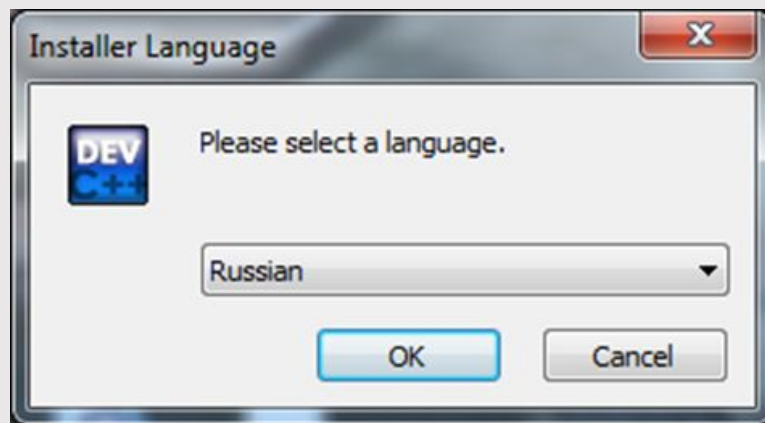 Installer Language
DEV
C++
Please select a language.
Russian
OK
Cancel